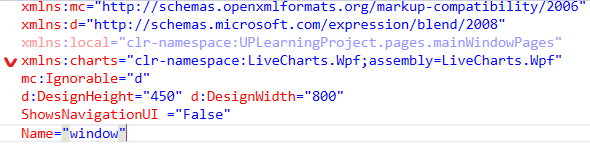 xmlns:mc="http://schemas.openxmlformats.org/markup-compatibility/2006"
xmlns:d="http://schemas.microsoft.com/expression/blend/2008"
xmlns:local="clr-namespace:UPLearningProject.pages.mainWindowPages"
xmlns:charts="clr-namespace:LiveCharts.Wpf;assembly=LiveCharts.Wpf"
mc:Ignorable="d"
d:DesignHeight="450" d:DesignWidth="800"
ShowsNavigationUI ="False"
Name="window"